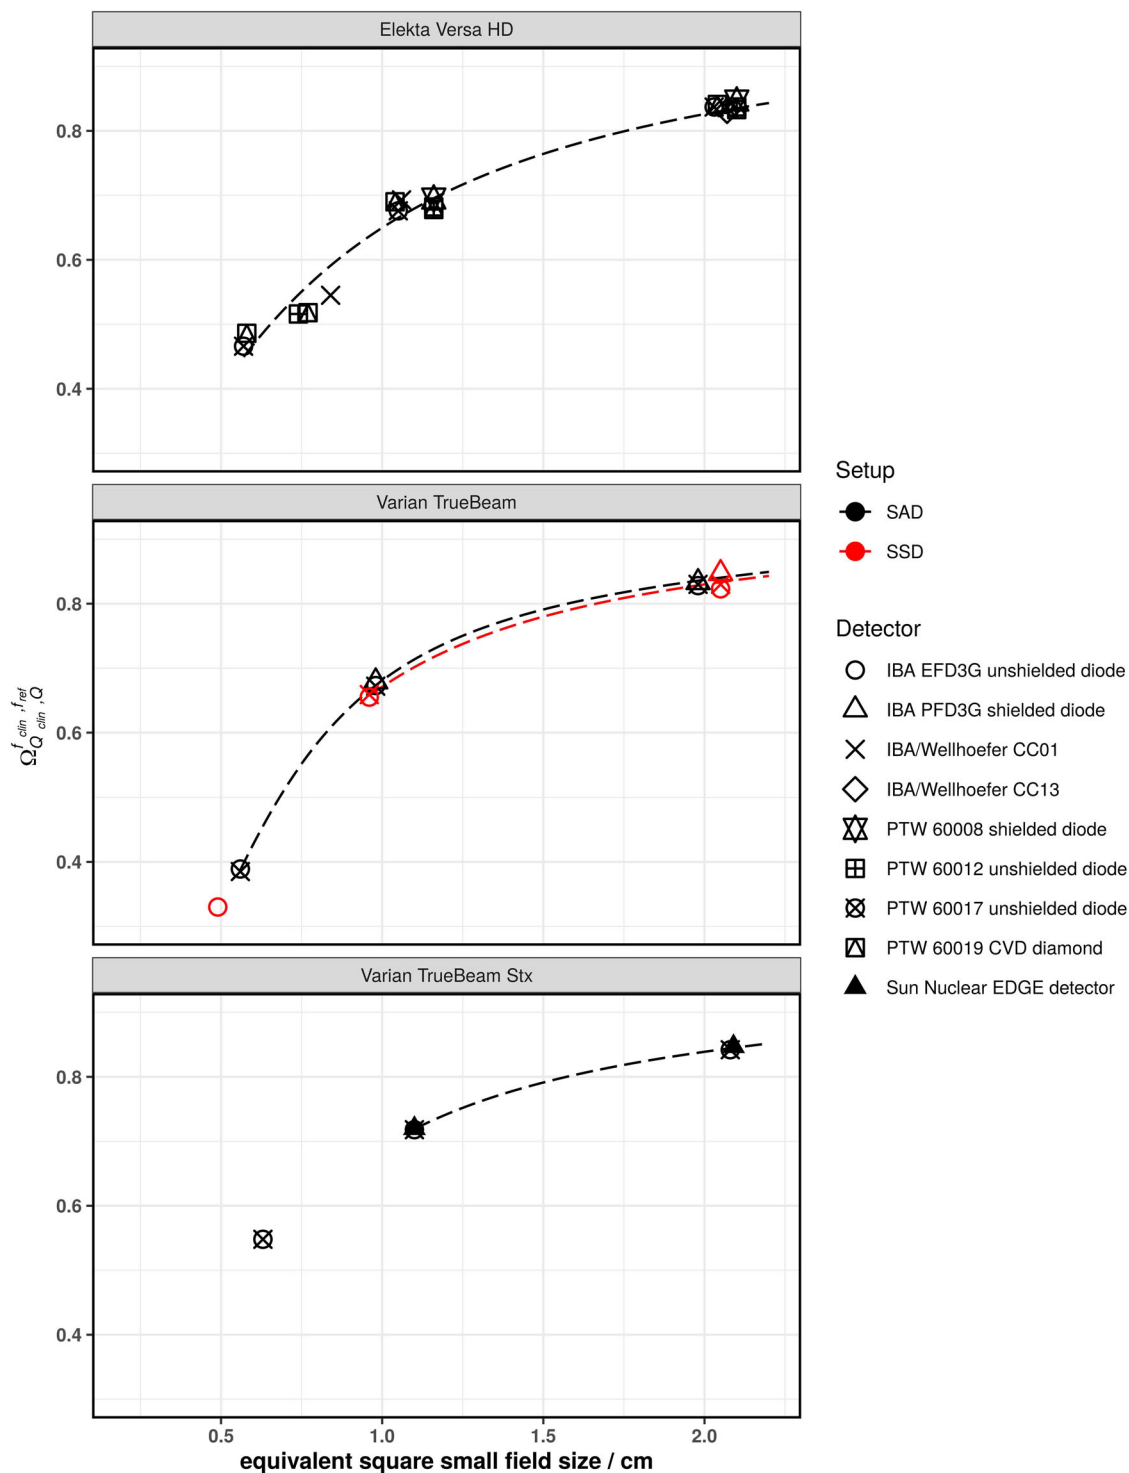 Elekta Versa HD
0.8
0.6
0.4
Varian TrueBeam
0.8
0.6
0.4
Varian TrueBeam Stx
0.8
0.6
0.4
0.5 1.0 1.5 2.0
equivalent square small field size / cm
Ω f clin , f ref Q clin , Q
Setup
SAD
SSD
Detector
IBA EFD3G unshielded diode
IBA PFD3G shielded diode
IBA/Wellhoefer CC01
IBA/Wellhoefer CC13
PTW 60008 shielded diode
PTW 60012 unshielded diode
PTW 60017 unshielded diode
PTW 60019 CVD diamond
Sun Nuclear EDGE detector